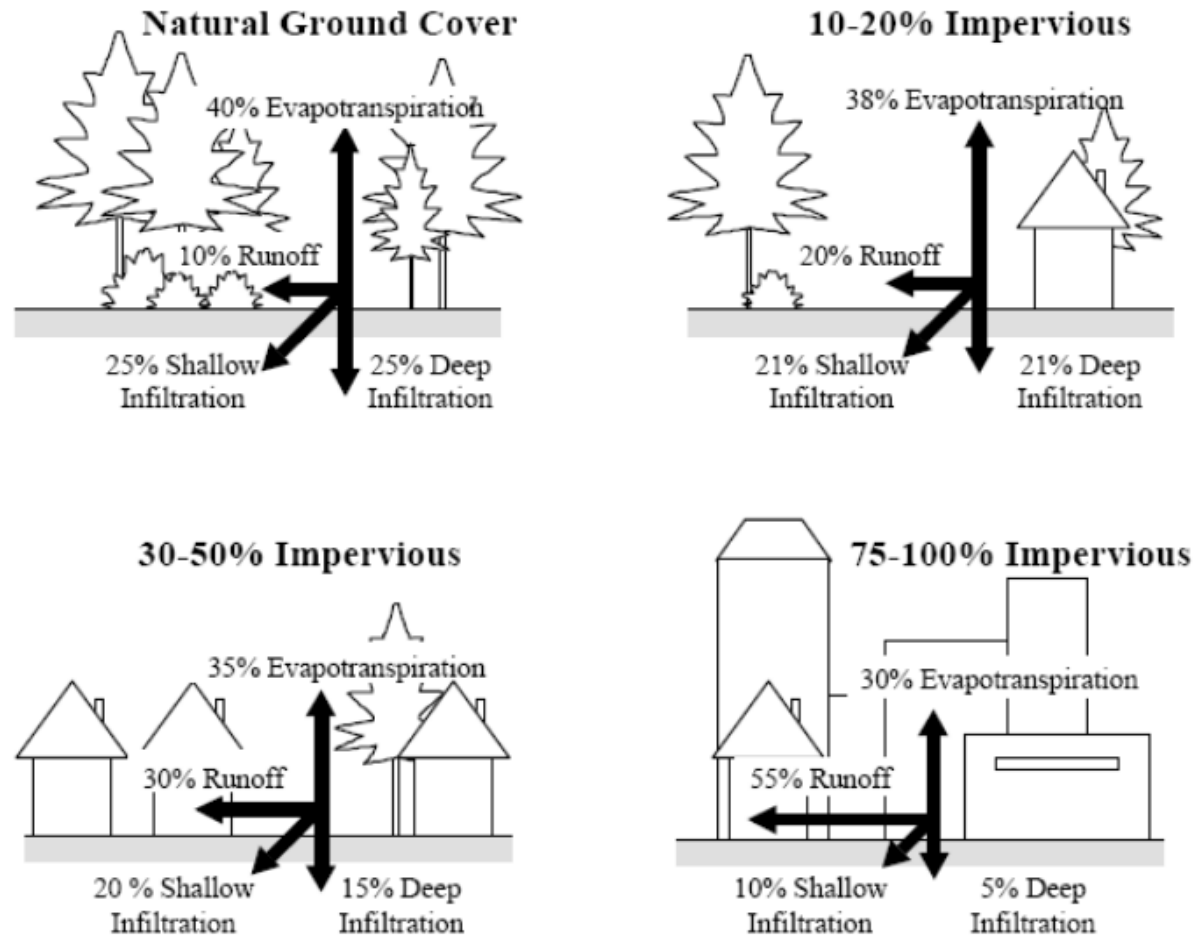 Natural Ground Cover
40% Evapotranspiration
10% Runoff
25% Shallow
Infiltration
25% Deep
Infiltration
10-20% Impervious
38% Evapotranspiration
20% Runoff
21% Shallow
Infiltration
21% Deep
Infiltration
30-50% Impervious
35% Evapotranspiration
30% Runoff
20 % Shallow
Infiltration
15% Deep
Infiltration
75-100% Impervious
30% Evapotranspiration
55% Runoff
10% Shallow
Infiltration
5% Deep
Infiltration